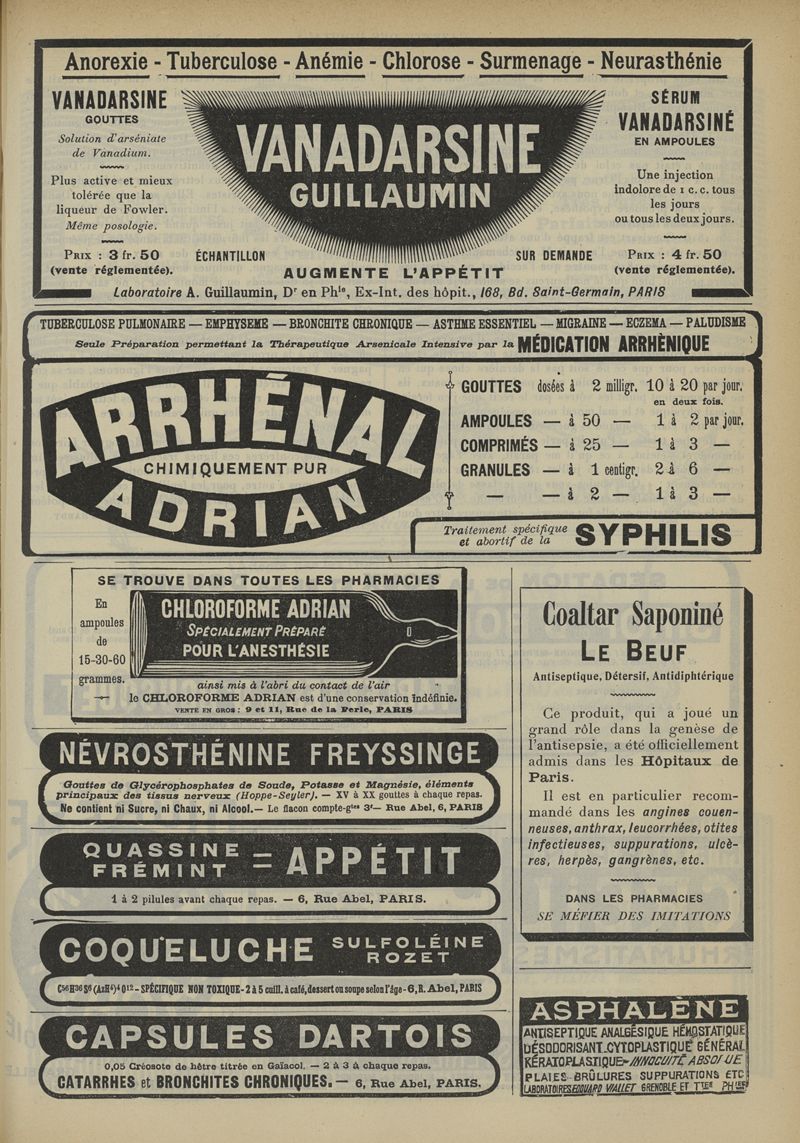 Anorexie - Tuberculose - Anémie - Chlorose - Surmenage - Neurasthénie
VANADARSINE
GOUTTES
Solution d'arséniate
de Vanadium.
Plus active et mieux
tolérée que la
liqueur de Fowler.
Même posologie.
PRIX : 3 fr. 50
(vente réglementée).
VANADARSINE
GUILLAUMIN
ÉCHANTILLON
SUR DEMANDE
AUGMENTE L'APPÉTIT
SÉRUM
VANADARSINÉ
EN AMPOULES
Une injection
indolore de 1 c. c. tous
les jours
ou tous les deux jours.
PRIX : 4 fr. 50
(vente réglementée).
Laboratoire A. Guillaumin, Dr en Phie, Ex-Int. des hôpit., 168, Bd. Saint-Germain, PARIS
TUBERCULOSE PULMONAIRE — EMPHYSEME — BRONCHITE CHRONIQUE — ASTHME ESSENTIEL — MIGRAINE — ECZEMA — PALUDISME
Seule Préparation permettant la Thérapeutique Arsenicale Intensive par la MÉDICATION ARRHÈNIQUE
ARRHÉNAL
CHIMIQUEMENT PUR
ADRIAN
GOUTTES dosées à 2 milligr. 10 à 20 par jour.
en deux fois.
AMPOULES — à 50 — 1 à 2 par jour.
COMPRIMÉS — à 25 — 1 à 3 —
GRANULES — à 1 centigr. 2 à 6 —
— — à 2 — 1 à 3 —
Traitement spécifique
et abortif de la SYPHILIS
SE TROUVE DANS TOUTES LES PHARMACIES
En
ampoules
de
15-30-60
grammes.
CHLOROFORME ADRIAN
SPÉCIALEMENT PRÉPARÉ
POUR L'ANESTHÉSIE
ainsi mis à l'abri du contact de l'air
— le CHLOROFORME ADRIAN est d'une conservation indéfinie.
VENTE EN GROS : 9 et 11, Rue de la Perle, PARIS
NÉVROSTHÉNINE FREYSSINGE
Gouttes de Glycérophosphates de Soude, Potasse et Magnésie, éléments
principaux des tissus nerveux (Hoppe-Seyler). — XV à XX gouttes à chaque repas.
Ne contient ni Sucre, ni Chaux, ni Alcool. — Le flacon compte-gttes 3f — Rue Abel, 6, PARIS
QUASSINE
FRÉMINT = APPÉTIT
1 à 2 pilules avant chaque repas. — 6, Rue Abel, PARIS.
COQUELUCHE SULFOLÉINE
ROZET
C56H36S6(AzH4)4O12 - SPÉCIFIQUE NON TOXIQUE - 2 à 5 cuill. à café, dessert ou soupe selon l'âge - 6, R. Abel, PARIS
CAPSULES DARTOIS
0,05 Créosote de hêtre titrée en Gaïacol. — 2 à 3 à chaque repas.
CATARRHES et BRONCHITES CHRONIQUES. — 6, Rue Abel, PARIS.
Coaltar Saponiné
LE BEUF
Antiseptique, Détersif, Antidiphtérique
Ce produit, qui a joué un
grand rôle dans la genèse de
l'antisepsie, a été officiellement
admis dans les Hôpitaux de
Paris.
Il est en particulier recom-
mandé dans les angines couen-
neuses, anthrax, leucorrhées, otites
infectieuses, suppurations, ulcè-
res, herpès, gangrènes, etc.
DANS LES PHARMACIES
SE MÉFIER DES IMITATIONS
ASPHALÈNE
ANTISEPTIQUE ANALGÉSIQUE HÉMOSTATIQUE
DÉSODORISANT. CYTOPLASTIQUE GÉNÉRAL
KÉRATOPLASTIQUE - INNOCUITÉ ABSOLUE
PLAIES - BRÛLURES SUPPURATIONS ETC
LABORATOIRES EDOUARD VIALLET GRENOBLE ET TTES PHIES